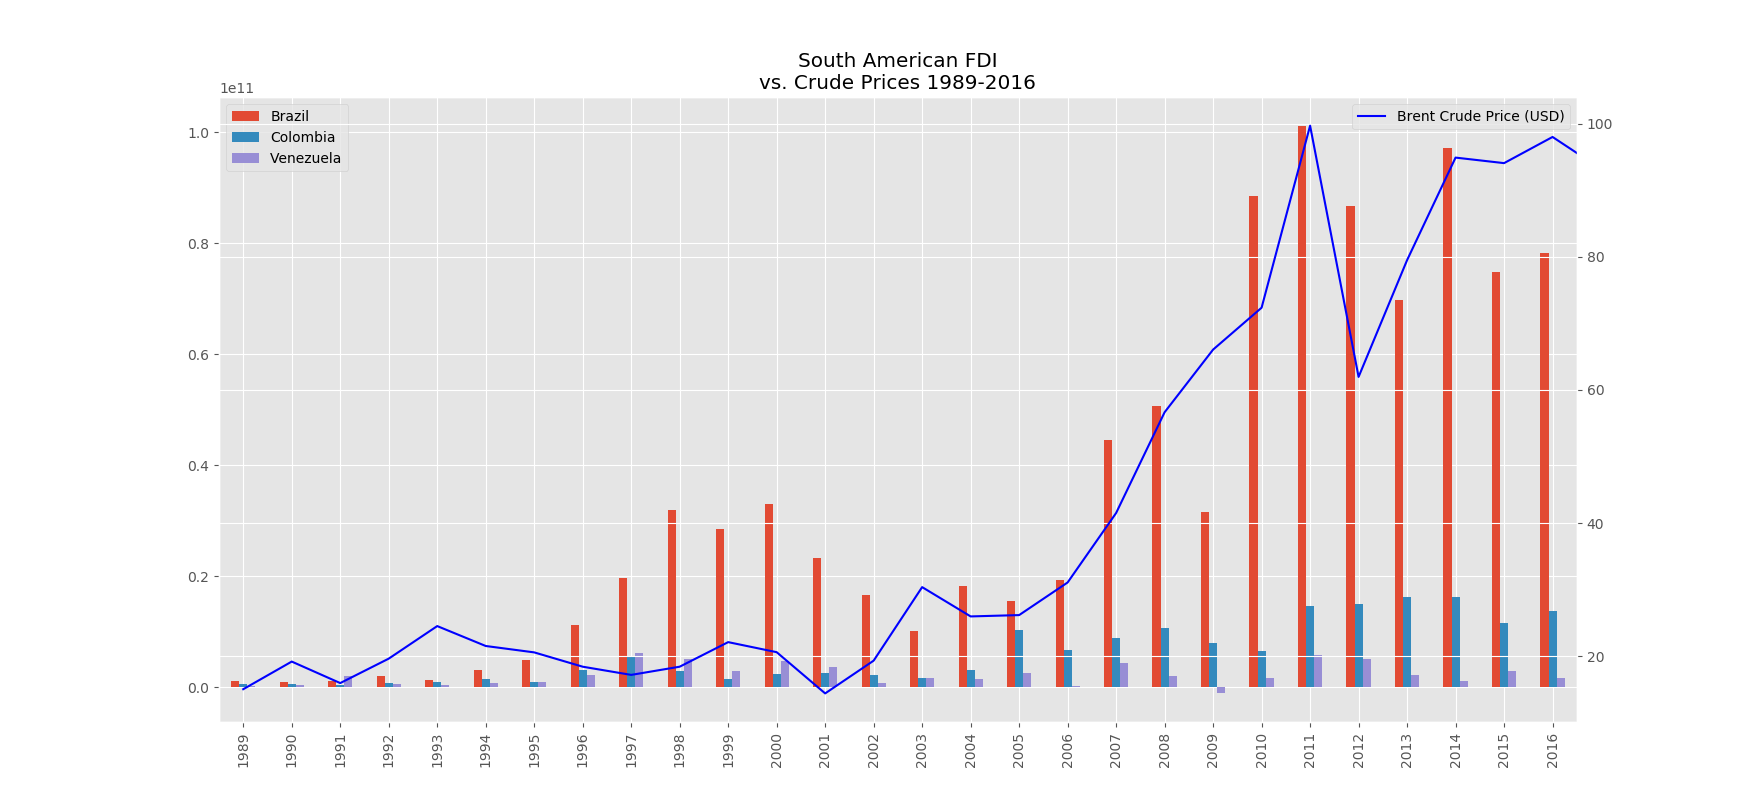 South American FDI
vs. Crude Prices 1989-2016
1e11
Brazil
Colombia
Venezuela
Brent Crude Price (USD)
1.0
0.8
0.6
0.4
0.2
0.0
100
80
60
40
20
1989 1990 1991 1992 1993 1994 1995 1996 1997 1998 1999 2000 2001 2002 2003 2004 2005 2006 2007 2008 2009 2010 2011 2012 2013 2014 2015 2016